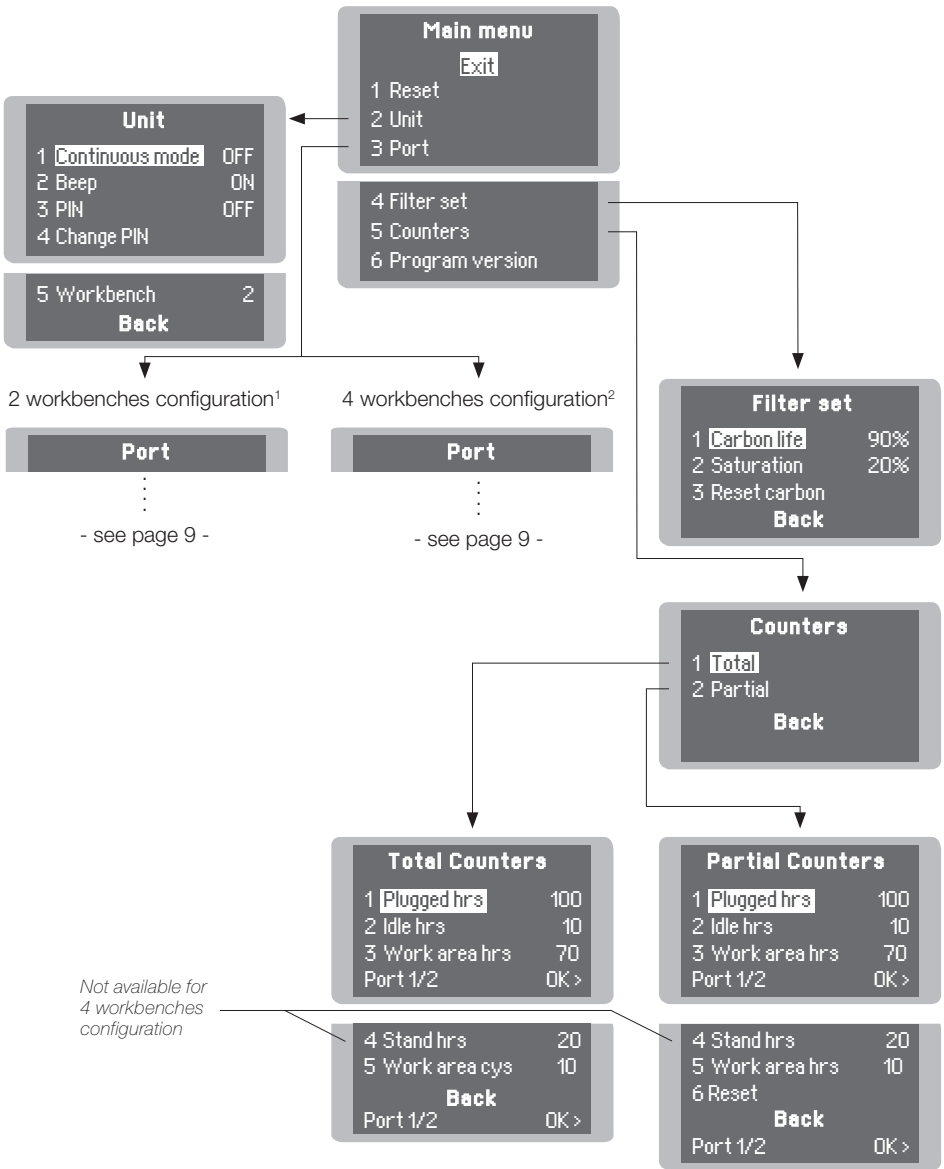 Main menu
Exit
1 Reset
2 Unit
3 Port
4 Filter set
5 Counters
6 Program version
Unit
1 Continuous mode OFF
2 Beep ON
3 PIN OFF
4 Change PIN
5 Workbench 2
Back
2 workbenches configuration¹
Port
- see page 9 -
4 workbenches configuration²
Port
- see page 9 -
Filter set
1 Carbon life 90%
2 Saturation 20%
3 Reset carbon
Back
Counters
1 Total
2 Partial
Back
Total Counters
1 Plugged hrs 100
2 Idle hrs 10
3 Work area hrs 70
Port 1/2 OK >
4 Stand hrs 20
5 Work area cys 10
Back
Port 1/2 OK >
Partial Counters
1 Plugged hrs 100
2 Idle hrs 10
3 Work area hrs 70
Port 1/2 OK >
4 Stand hrs 20
5 Work area hrs 10
6 Reset
Back
Port 1/2 OK >
Not available for
4 workbenches
configuration